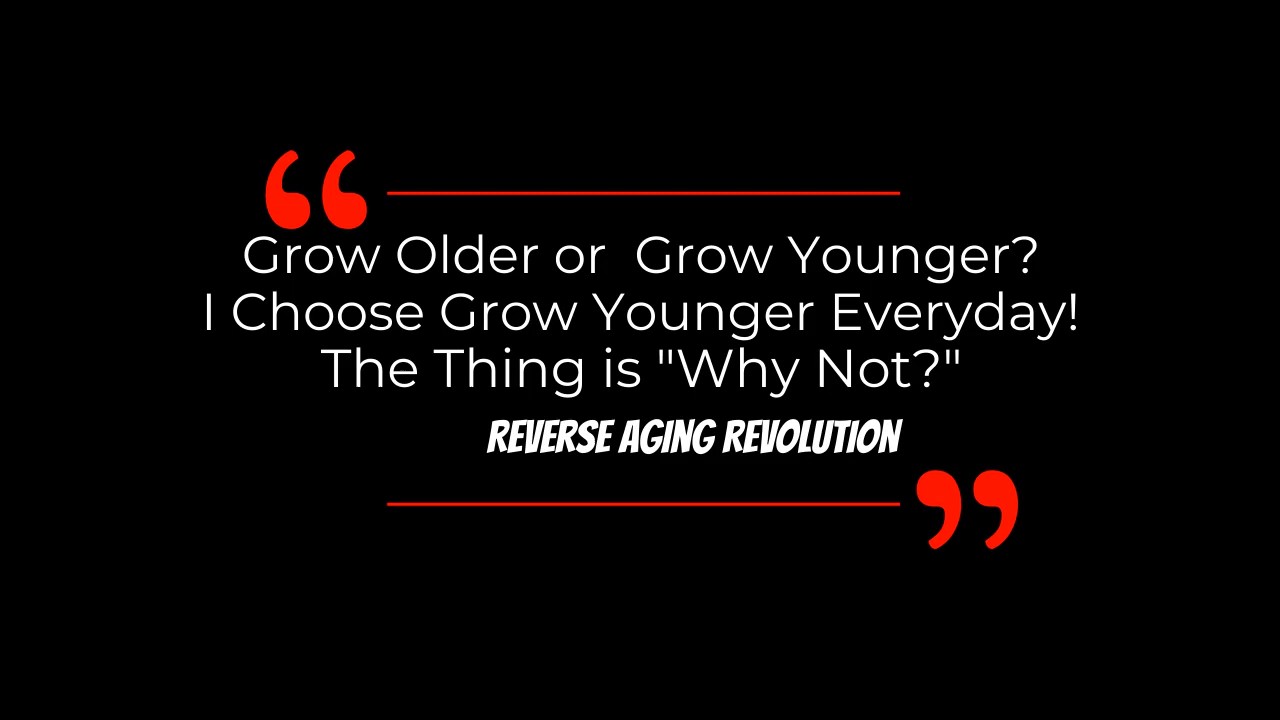 Grow Older or  Grow Younger?
I Choose Grow Younger Everyday!
The Thing is "Why Not?"
REVERSE AGING REVOLUTION